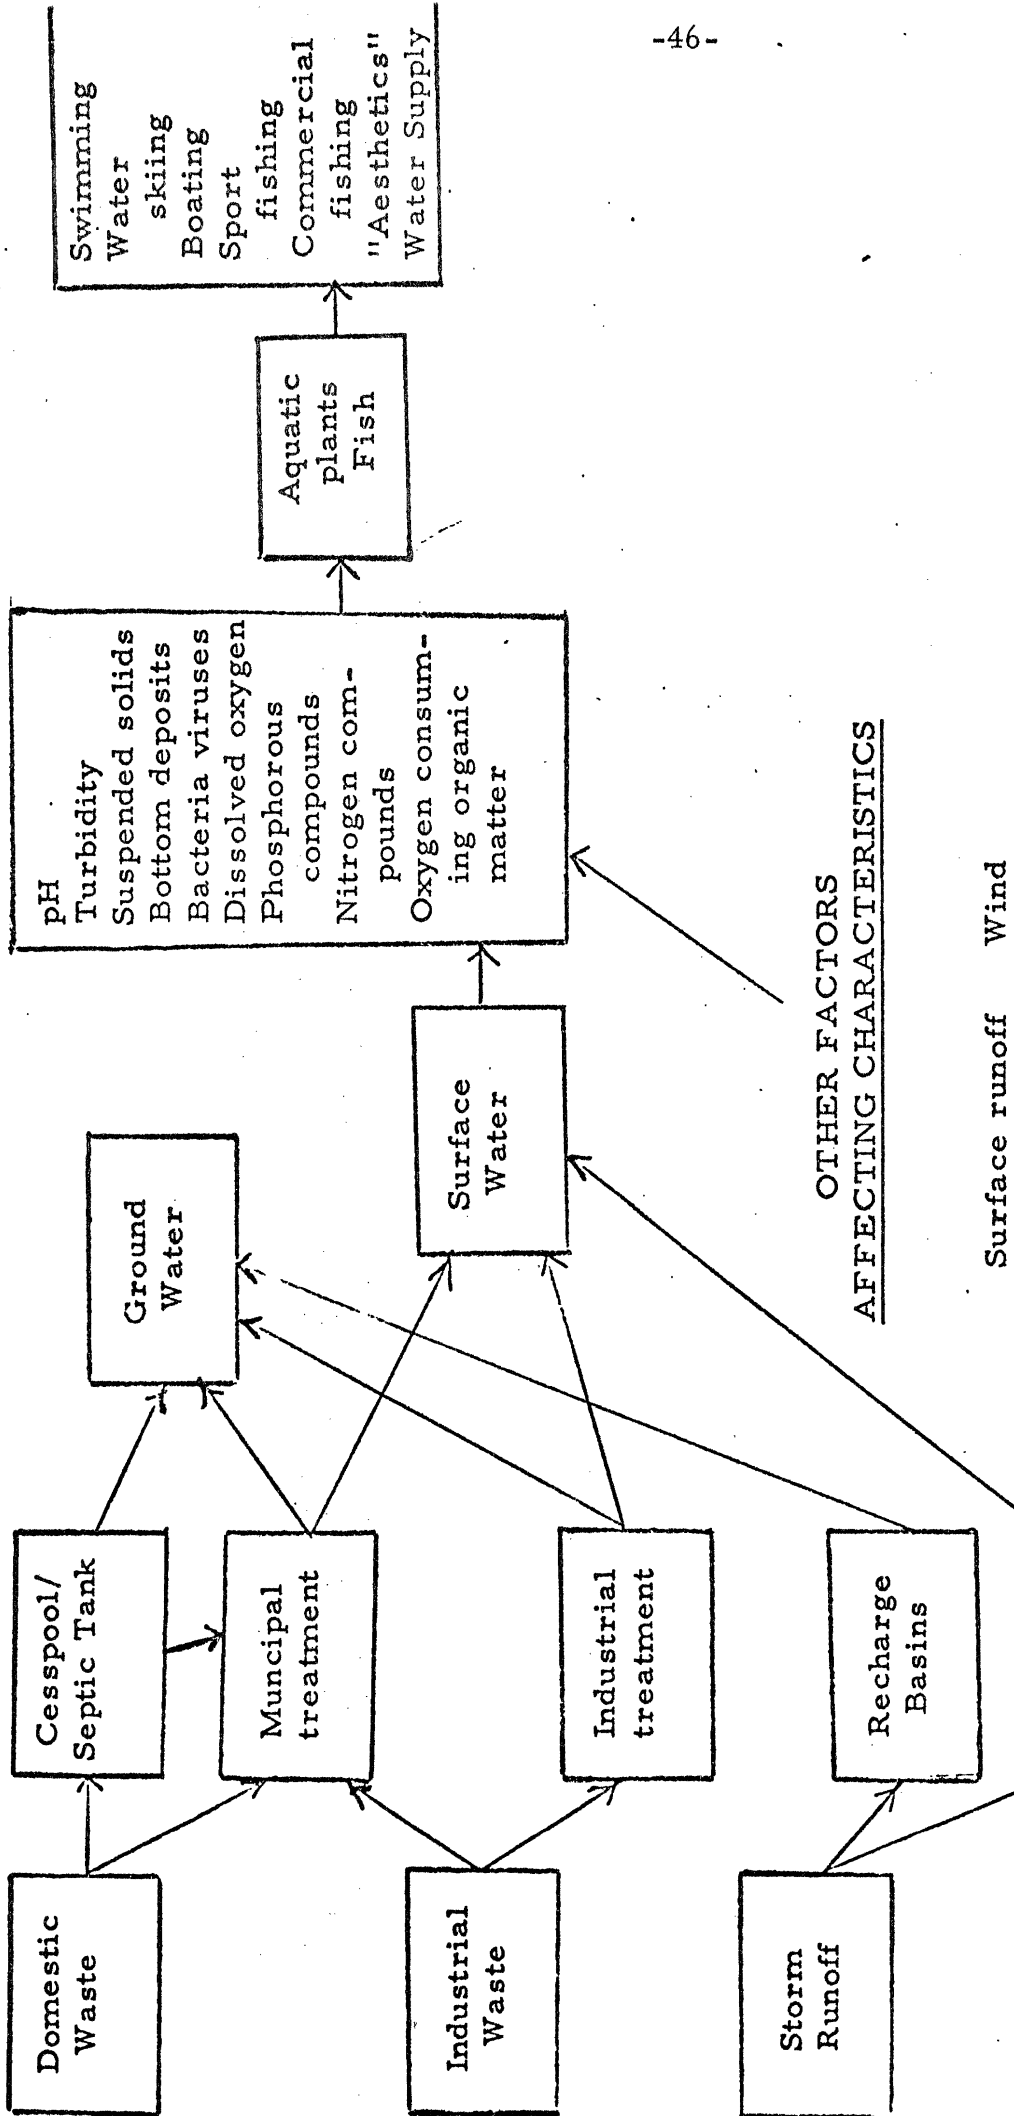 -46-
Domestic
Waste
Industrial
Waste
Storm
Runoff
Cesspool/
Septic Tank
Muncipal
treatment
Industrial
treatment
Recharge
Basins
Ground
Water
Surface
Water
pH
Turbidity
Suspended solids
Bottom deposits
Bacteria viruses
Dissolved oxygen
Phosphorous
compounds
Nitrogen com-
pounds
Oxygen consum-
ing organic
matter
Aquatic
plants
Fish
Swimming
Water
skiing
Boating
Sport
fishing
Commercial
fishing
"Aesthetics"
Water Supply
OTHER FACTORS
AFFECTING CHARACTERISTICS
Surface runoff Wind